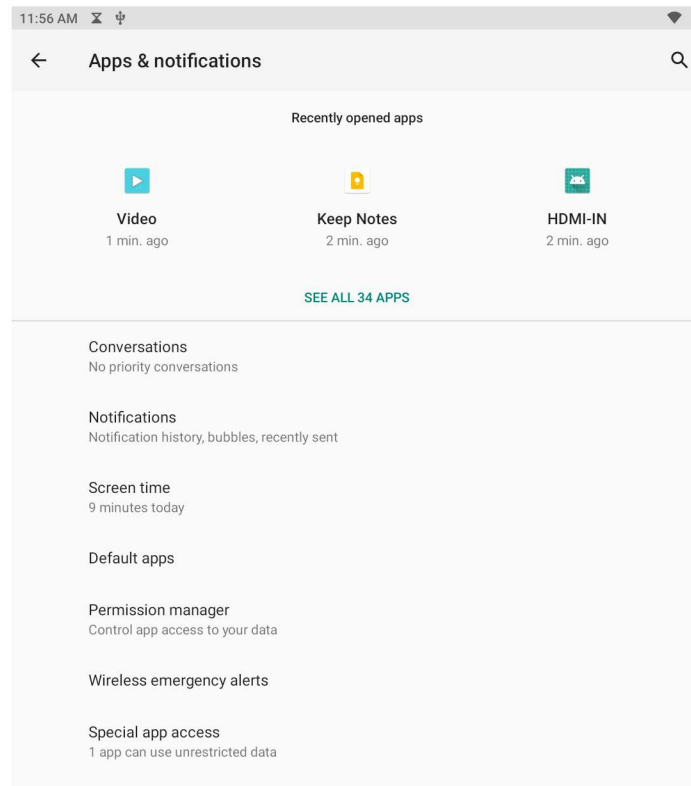 11:56 AM
Apps & notifications
Recently opened apps
Video
Keep Notes
HDMI-IN
1 min. ago
2 min. ago
2 min. ago
SEE ALL 34 APPS
Conversations
No priority conversations
Notifications
Notification history, bubbles, recently sent
Screen time
9 minutes today
Default apps
Permission manager
Control app access to your data
Wireless emergency alerts
Special app access
1 app can use unrestricted data